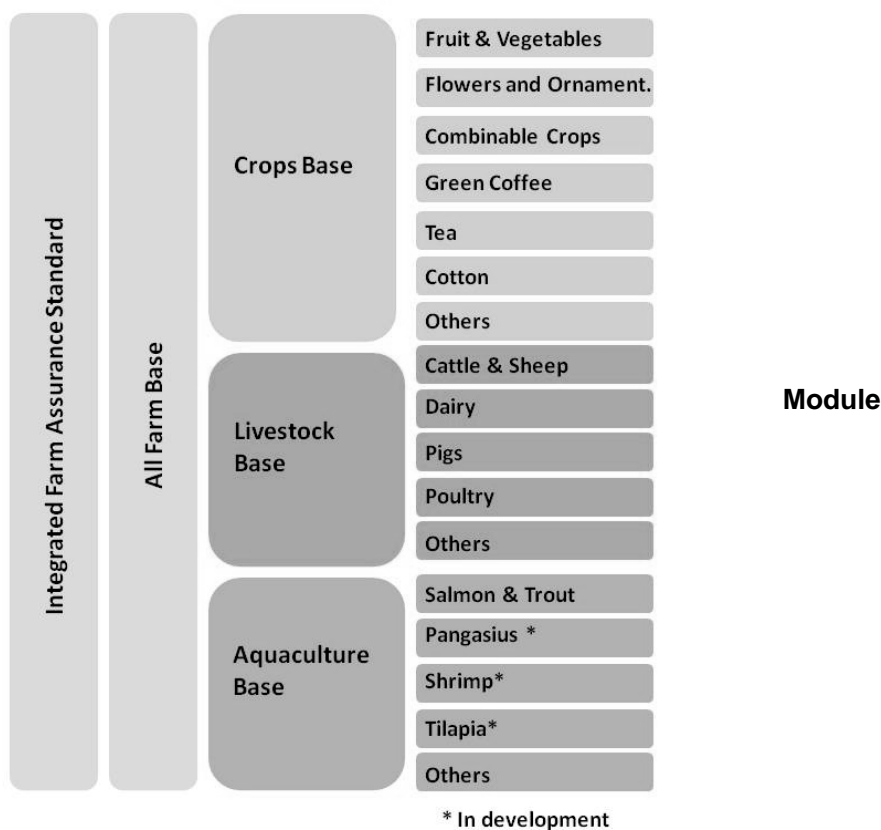 Integrated Farm Assurance Standard
All Farm Base
Crops Base
Fruit & Vegetables
Flowers and Ornament.
Combinable Crops
Green Coffee
Tea
Cotton
Others
Livestock
Base
Cattle & Sheep
Dairy
Pigs
Poultry
Others
Aquaculture
Base
Salmon & Trout
Pangasius *
Shrimp*
Tilapia*
Others
* In development
Module